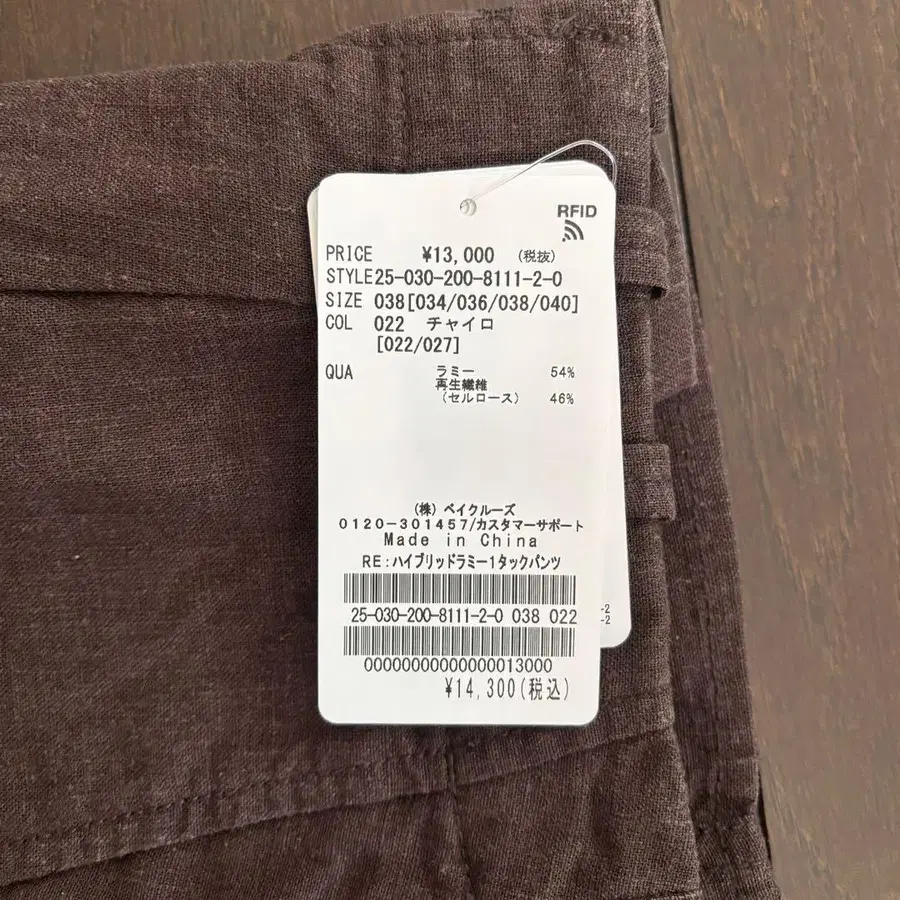 RFID
PRICE ¥13,000 (税抜)
STYLE25-030-200-8111-2-0
SIZE 038[034/036/038/040]
COL 022 チャイロ
[022/027]
QUA ラミー 54%
再生繊維
(セルロース) 46%
(株) ベイクルーズ
0120-301457/カスタマーサポート
Made in China
RE:ハイブリッドラミー1タックパンツ
25-030-200-8111-2-0 038 022
-2
-2
00000000000000013000
¥14,300(税込)